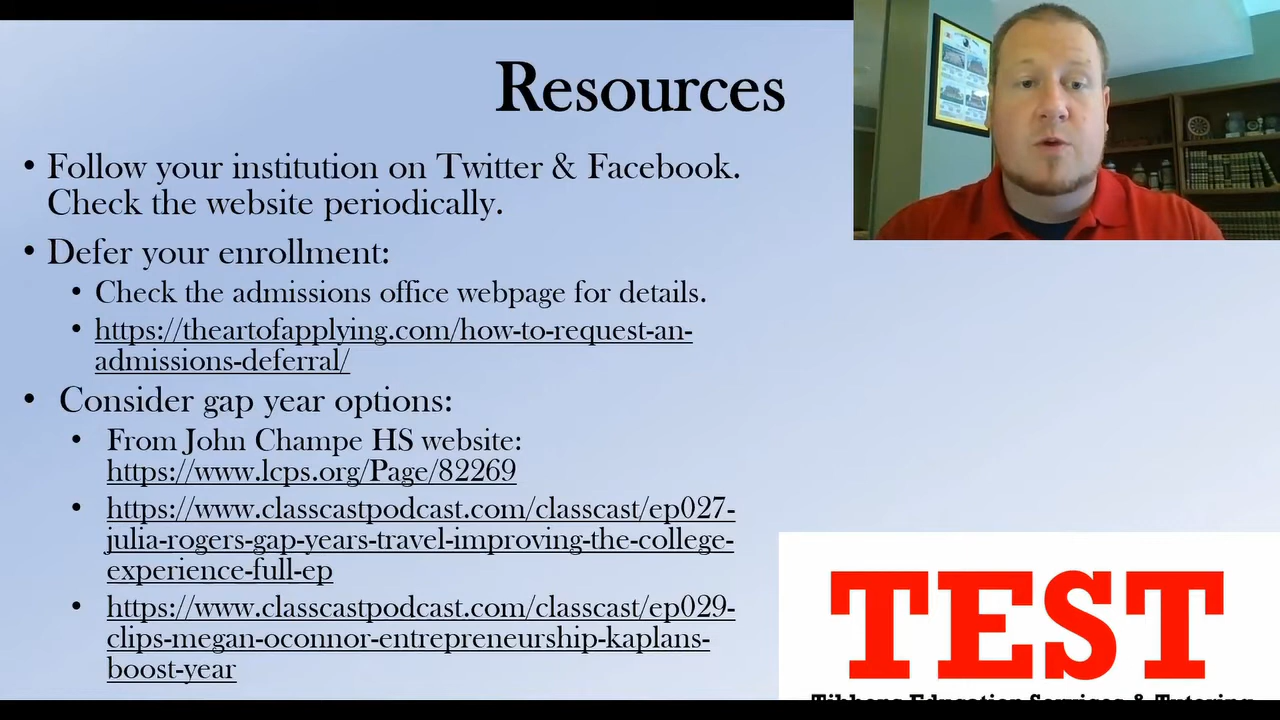 Resources
• Follow your institution on Twitter & Facebook.
Check the website periodically.
• Defer your enrollment:
• Check the admissions office webpage for details.
• https://theartofapplying.com/how-to-request-an-
admissions-deferral/
• Consider gap year options:
• From John Champe HS website:
https://www.lcps.org/Page/82269
• https://www.classcastpodcast.com/classcast/ep027-
julia-rogers-gap-years-travel-improving-the-college-
experience-full-ep
• https://www.classcastpodcast.com/classcast/ep029-
clips-megan-oconnor-entrepreneurship-kaplans-
boost-year
TEST
Tibbens Education Services & Tutoring